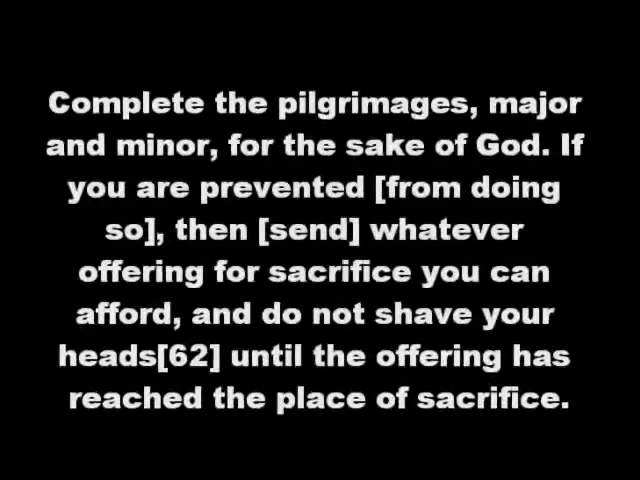 Complete the pilgrimages, major
and minor, for the sake of God. If
you are prevented [from doing
so], then [send] whatever
offering for sacrifice you can
afford, and do not shave your
heads[62] until the offering has
reached the place of sacrifice.